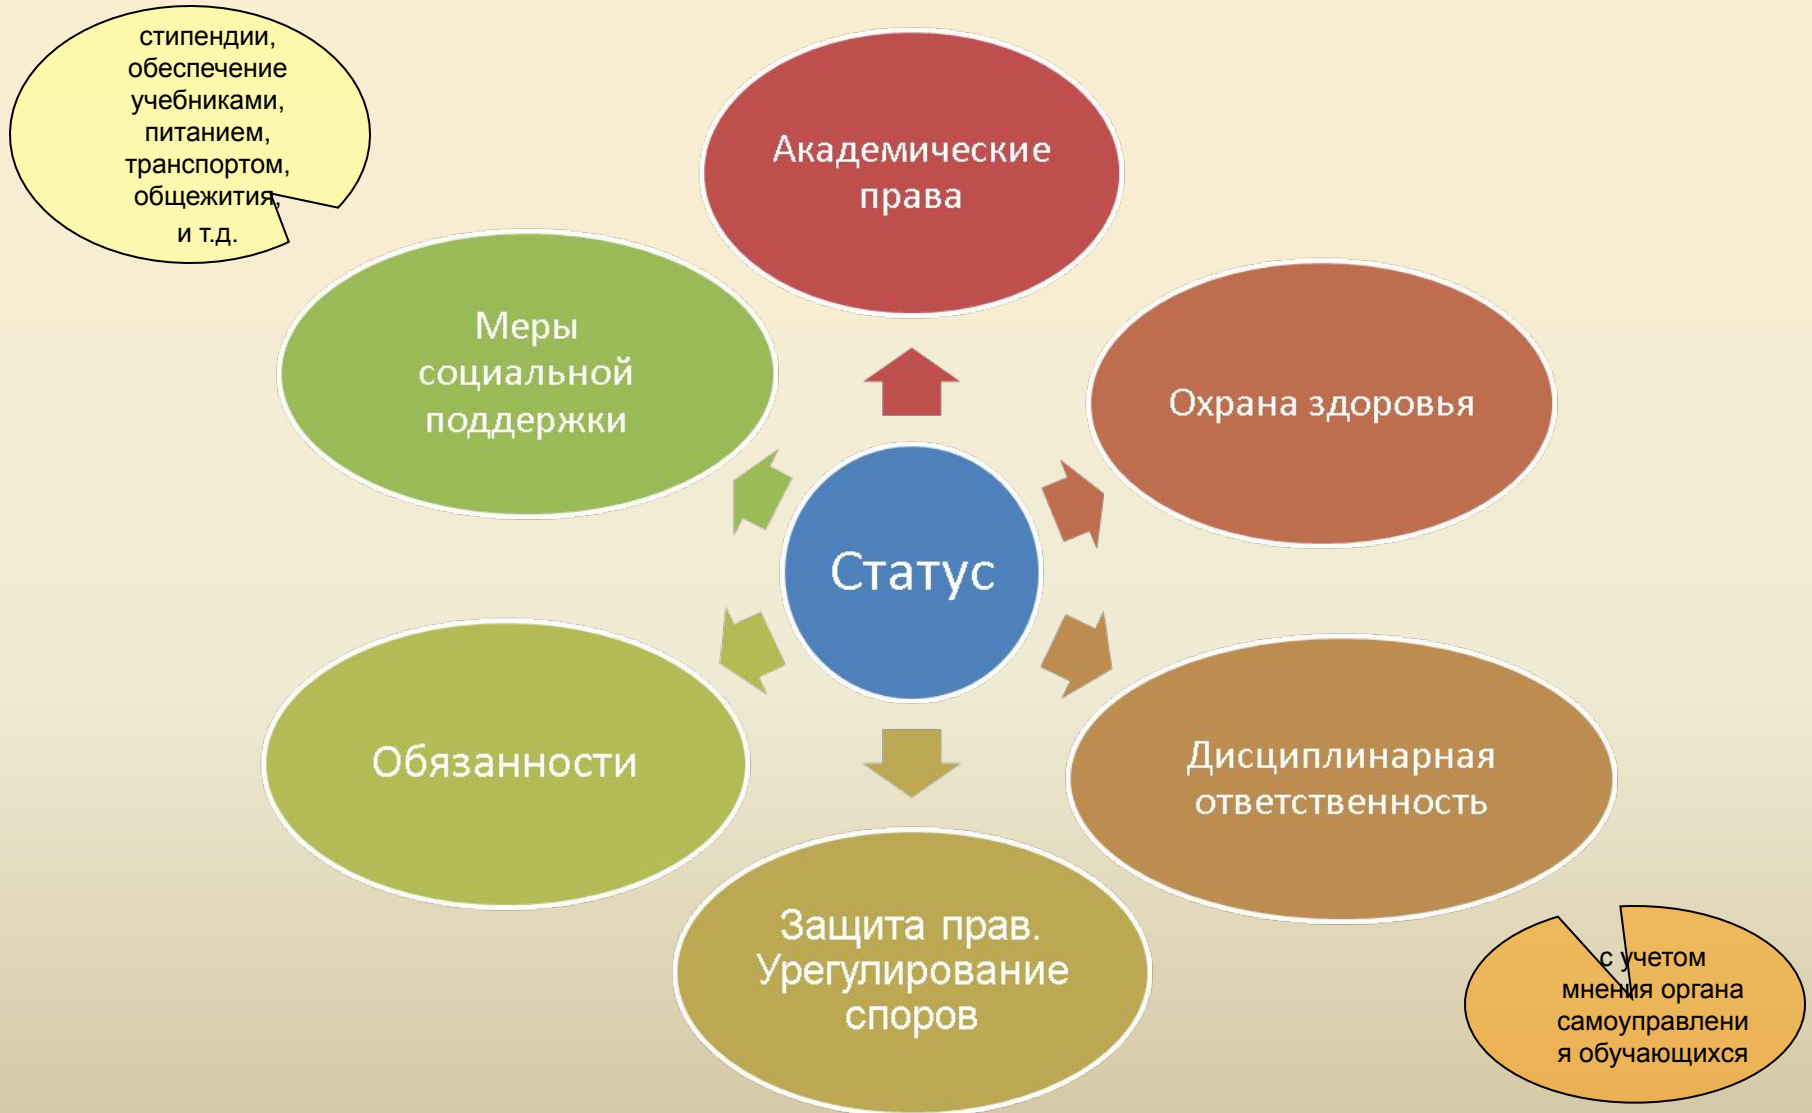 стипендии,
обеспечение
учебниками,
питанием,
транспортом,
общежития,
и т.д.
Академические
права
Меры
социальной
поддержки
Охрана здоровья
Статус
Обязанности
Дисциплинарная
ответственность
Защита прав.
Урегулирование
споров
с учетом
мнения органа
самоуправлени
я обучающихся